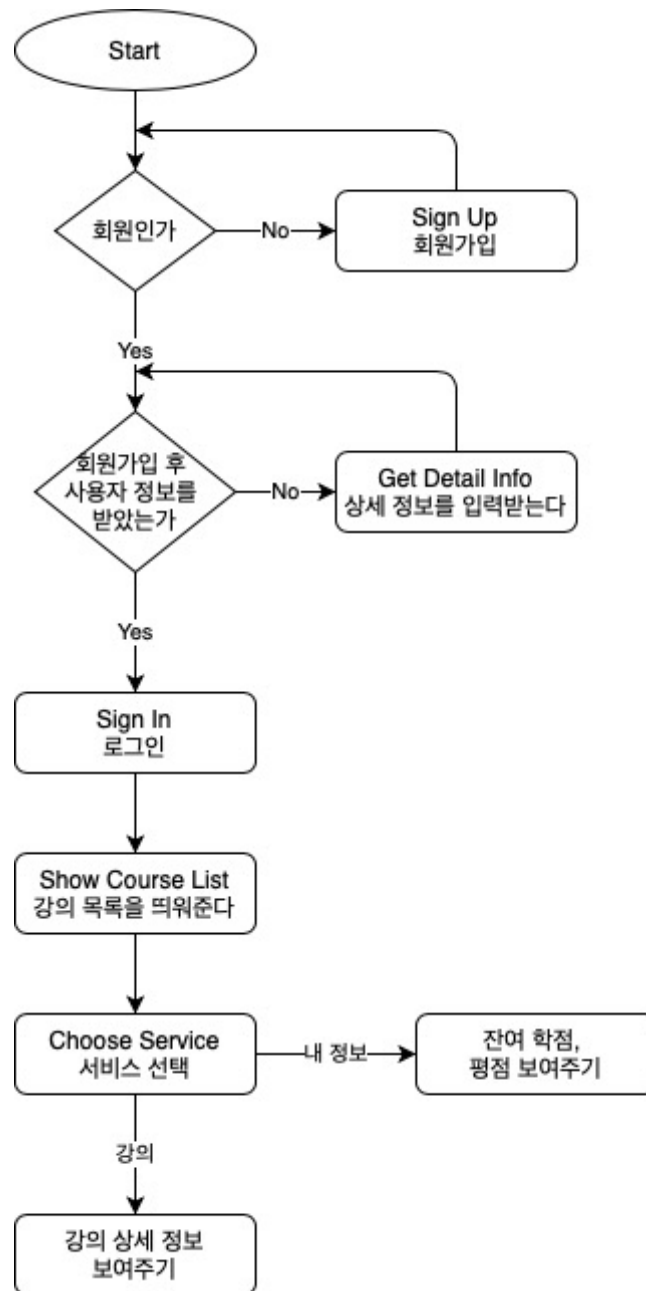 Start
회원인가
No
Sign Up
회원가입
Yes
회원가입 후
사용자 정보를
받았는가
No
Get Detail Info
상세 정보를 입력받는다
Yes
Sign In
로그인
Show Course List
강의 목록을 띄워준다
Choose Service
서비스 선택
내 정보
잔여 학점,
평점 보여주기
강의
강의 상세 정보
보여주기